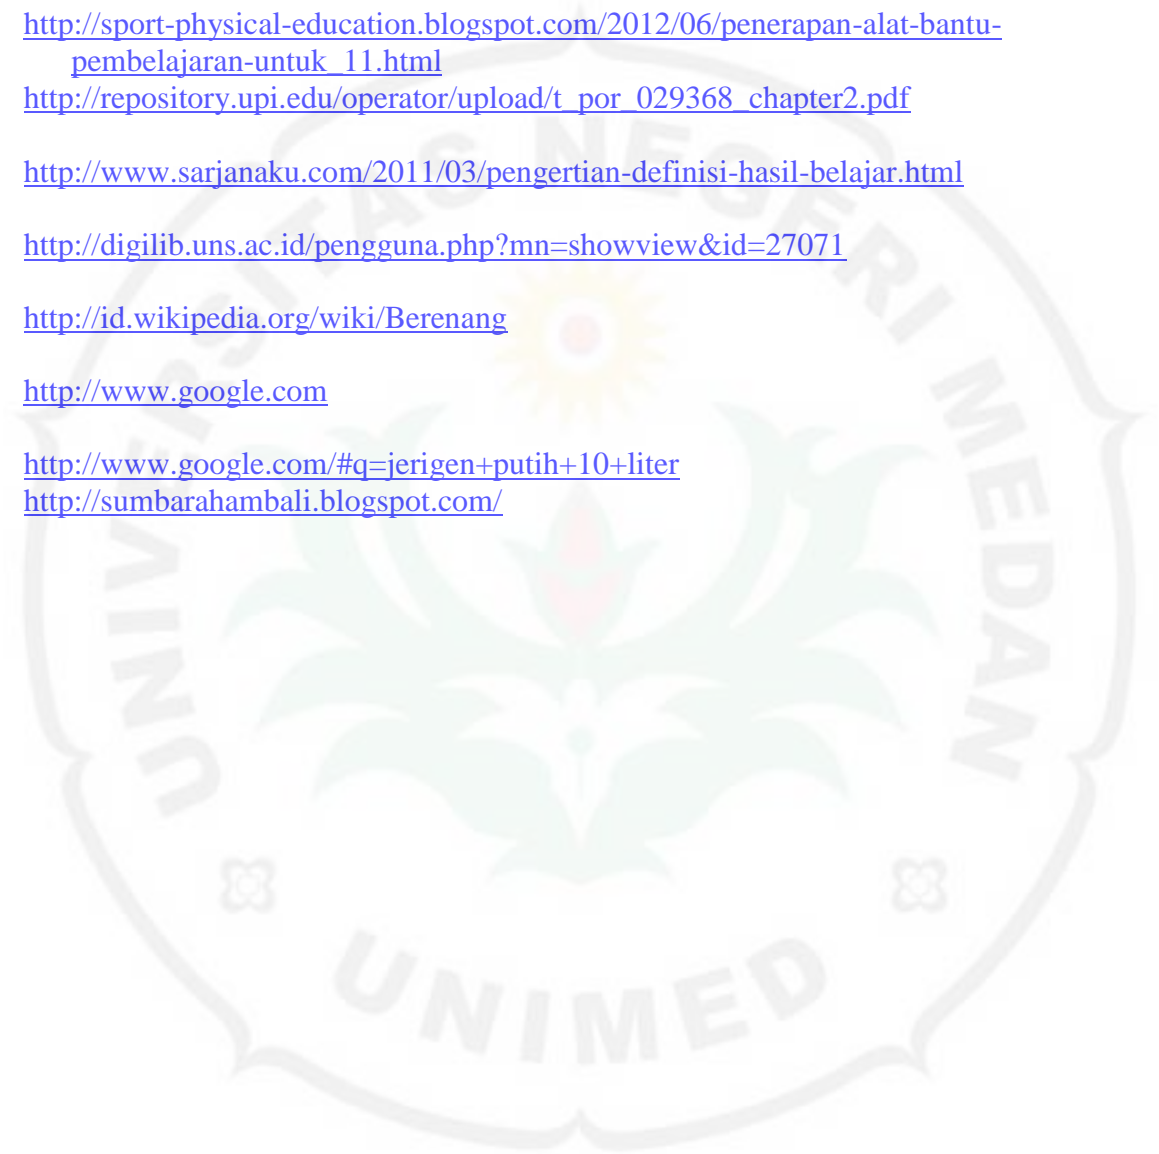 http://sport-physical-education.blogspot.com/2012/06/penerapan-alat-bantu-
pembelajaran-untuk_11.html
http://repository.upi.edu/operator/upload/t_por_029368_chapter2.pdf
http://www.sarjanaku.com/2011/03/pengertian-definisi-hasil-belajar.html
http://digilib.uns.ac.id/pengguna.php?mn=showview&id=27071
http://id.wikipedia.org/wiki/Berenang
http://www.google.com
http://www.google.com/#q=jerigen+putih+10+liter
http://sumbarahambali.blogspot.com/
UNIVERSITAS NEGERI MEDAN
UNIMED